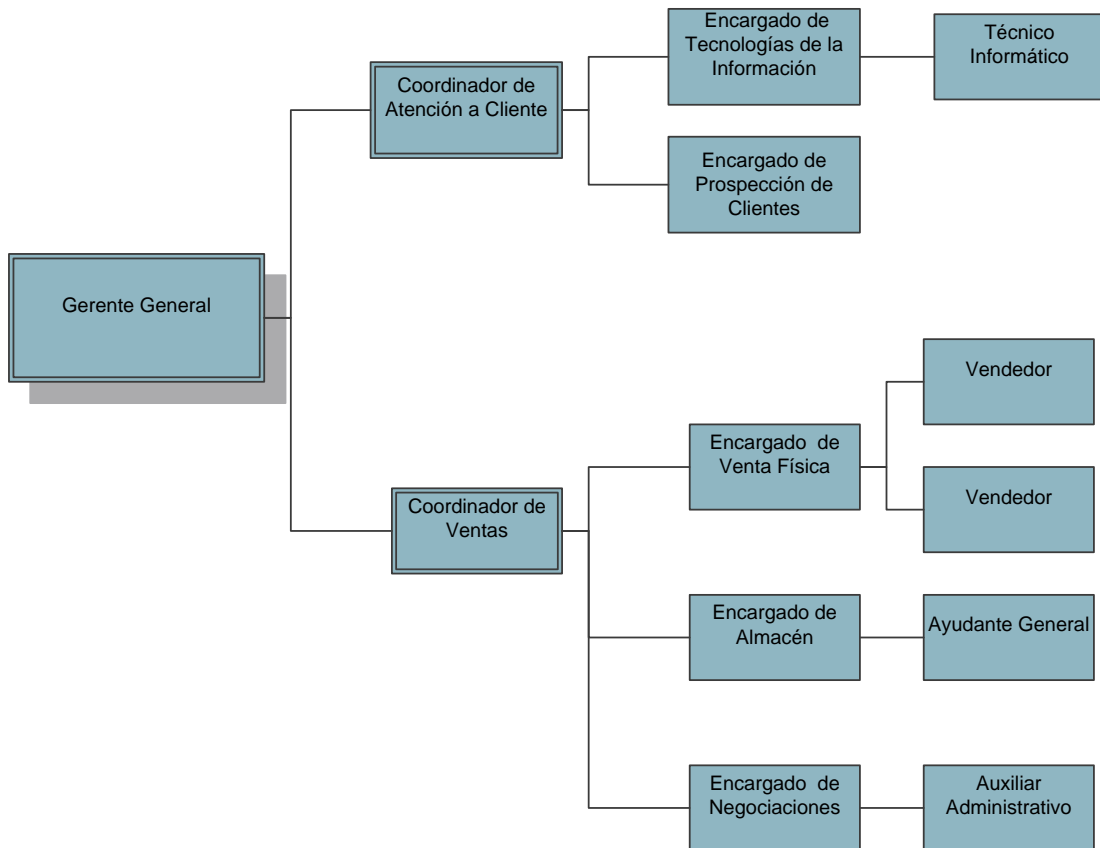 Encargado de
Tecnologías de la
Información
Técnico
Informático
Coordinador de
Atención a Cliente
Encargado de
Prospección de
Clientes
Gerente General
Vendedor
Encargado de
Venta Física
Vendedor
Coordinador de
Ventas
Encargado de
Almacén
Ayudante General
Encargado de
Negociaciones
Auxiliar
Administrativo